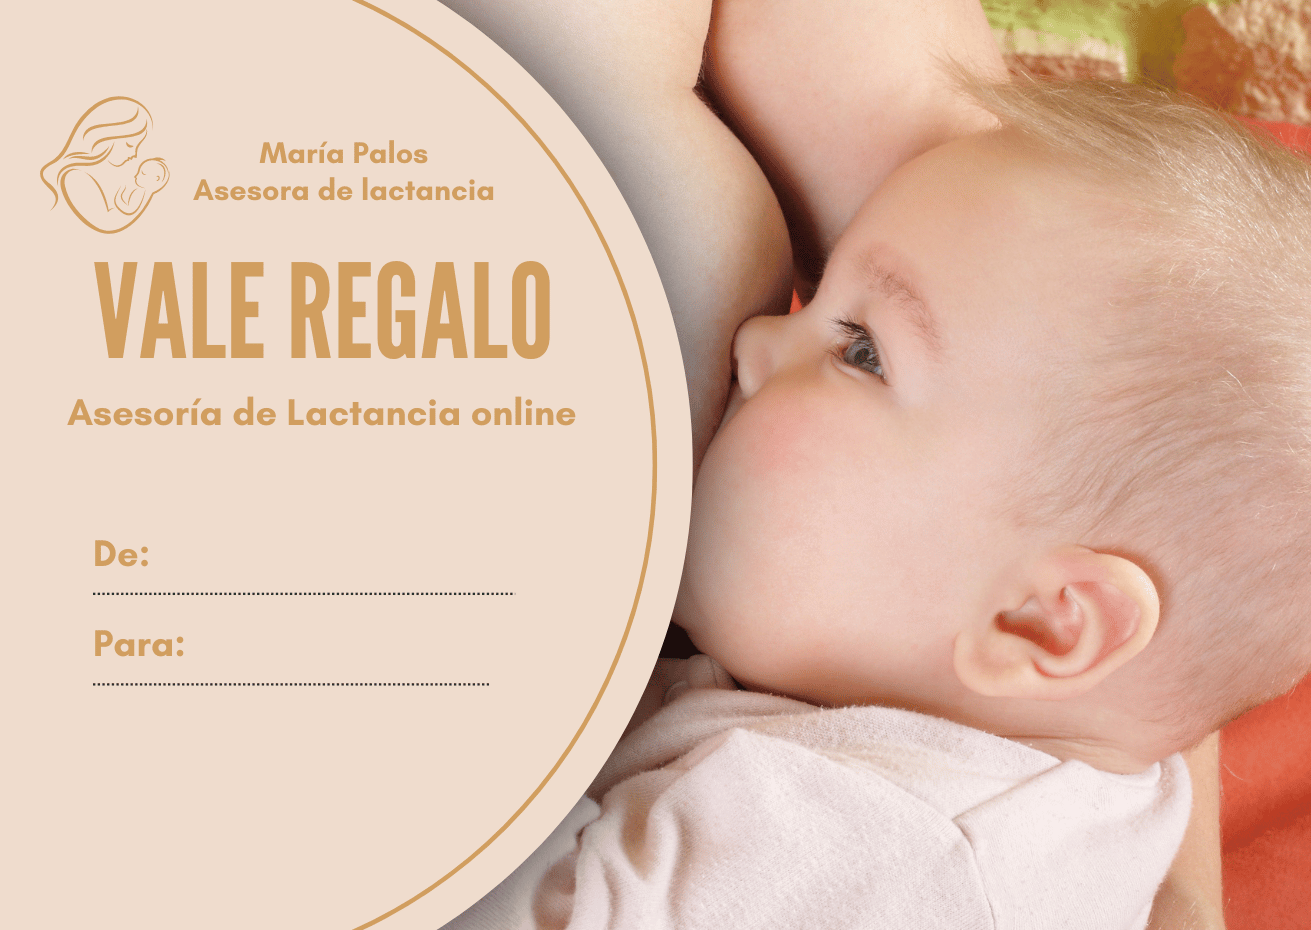 María Palos
Asesora de lactancia
VALE REGALO
Asesoría de Lactancia online
De:
Para: